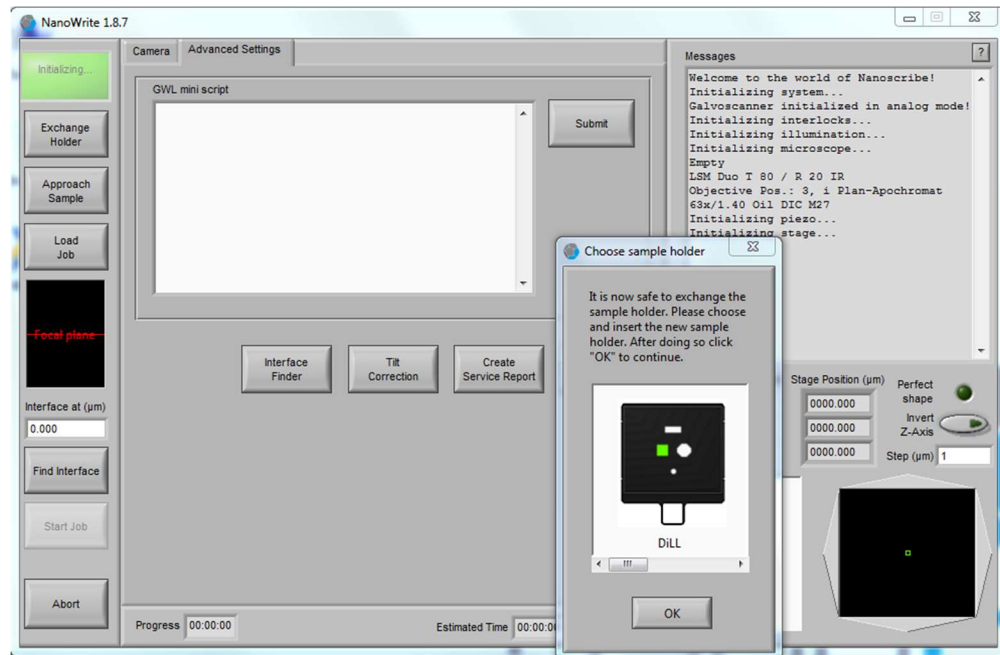 NanoWrite 1.8.7
Initializing...
Exchange
Holder
Approach
Sample
Load
Job
Focal plane
Interface at (µm)
0.000
Find Interface
Start Job
Abort
Camera
Advanced Settings
GWL mini script
Submit
Interface
Finder
Tilt
Correction
Create
Service Report
Progress
00:00:00
Estimated Time
Messages
?
Welcome to the world of Nanoscribe!
Initializing system...
Galvoscanner initialized in analog mode!
Initializing interlocks...
Initializing illumination...
Initializing microscope...
Empty
LSM Duo T 80 / R 20 IR
Objective Pos.: 3, i Plan-Apochromat
63x/1.40 Oil DIC M27
Initializing piezo...
Initializing stage...
Choose sample holder
It is now safe to exchange the
sample holder. Please choose
and insert the new sample
holder. After doing so click
"OK" to continue.
DiLL
OK
Stage Position (µm)
0000.000
0000.000
0000.000
Perfect
shape
Invert
Z-Axis
Step (µm)
1